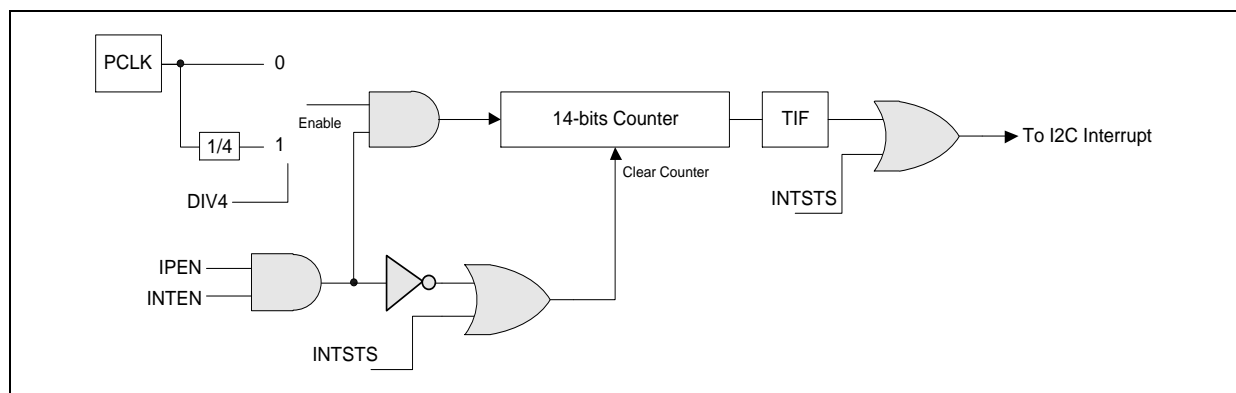 PCLK
0
Enable
14-bits Counter
TIF
To I2C Interrupt
1/4
1
Clear Counter
DIV4
INTSTS
IPEN
INTEN
INTSTS